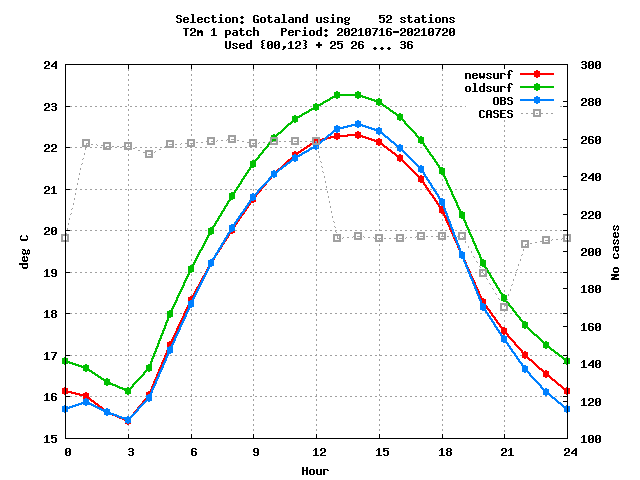 Selection: Gotaland using    52 stations
T2m 1 patch   Period: 20210716-20210720
Used {00,12} + 25 26 ... 36
newsurf
oldsurf
OBS
CASES
deg C
24
23
22
21
20
19
18
17
16
15
300
280
260
240
220
200
180
160
140
120
100
No cases
0 3 6 9 12 15 18 21 24
Hour